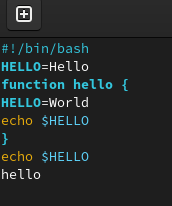 #!/bin/bash
HELLO=Hello
function hello {
HELLO=World
echo $HELLO
}
echo $HELLO
hello